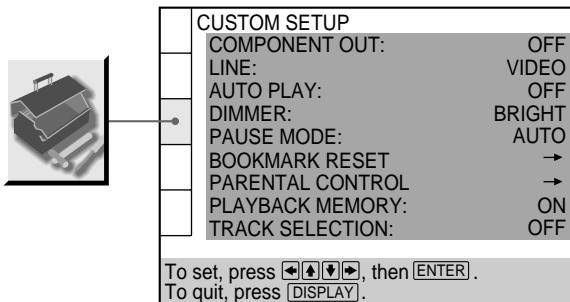 CUSTOM SETUP
COMPONENT OUT: OFF
LINE: VIDEO
AUTO PLAY: OFF
DIMMER: BRIGHT
PAUSE MODE: AUTO
BOOKMARK RESET →
PARENTAL CONTROL →
PLAYBACK MEMORY: ON
TRACK SELECTION: OFF
To set, press ←↑↓→, then ENTER.
To quit, press DISPLAY.